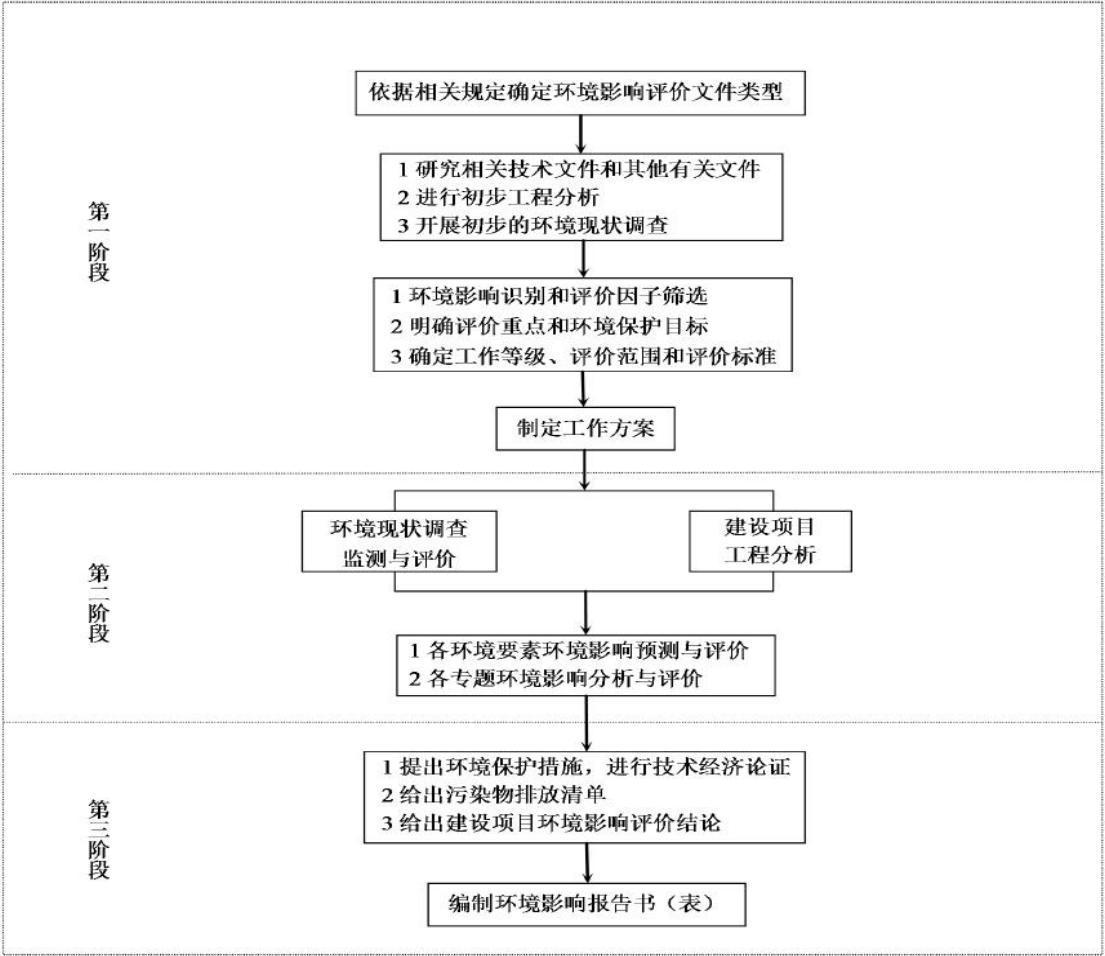 依据相关规定确定环境影响评价文件类型
1 研究相关技术文件和其他有关文件
2 进行初步工程分析
3 开展初步的环境现状调查
第一阶段
1 环境影响识别和评价因子筛选
2 明确评价重点和环境保护目标
3 确定工作等级、评价范围和评价标准
制定工作方案
环境现状调查
监测与评价
建设项目
工程分析
第二阶段
1 各环境要素环境影响预测与评价
2 各专题环境影响分析与评价
1 提出环境保护措施，进行技术经济论证
2 给出污染物排放清单
3 给出建设项目环境影响评价结论
第三阶段
编制环境影响报告书（表）